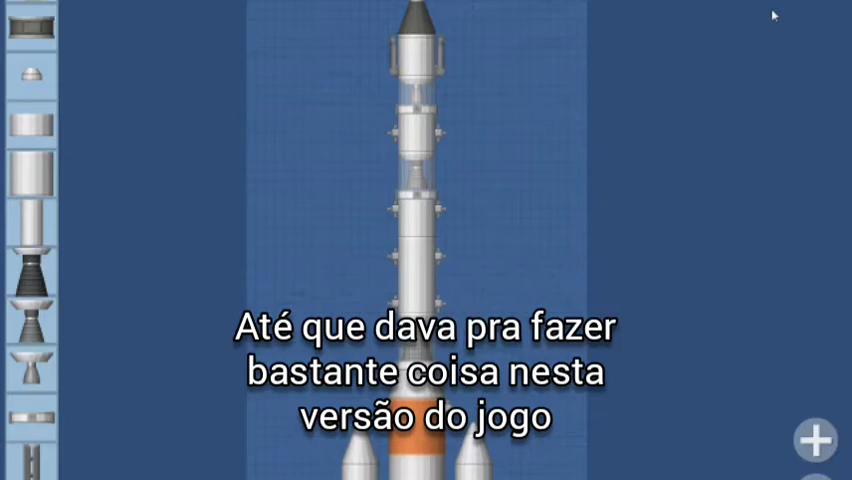 Até que dava pra fazer
bastante coisa nesta
versão do jogo